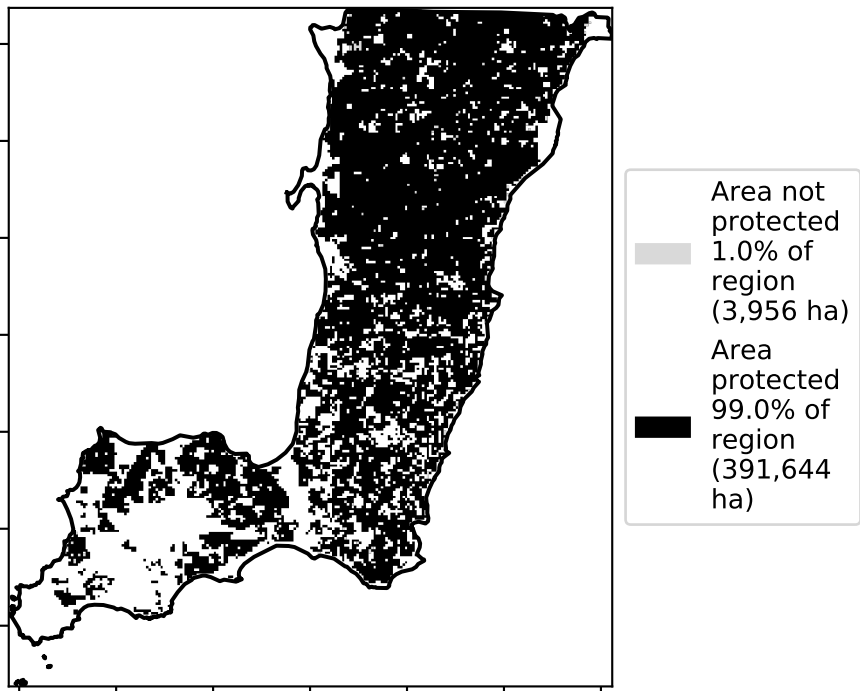 Area not
protected
1.0% of
region
(3,956 ha)
Area
protected
99.0% of
region
(391,644
ha)